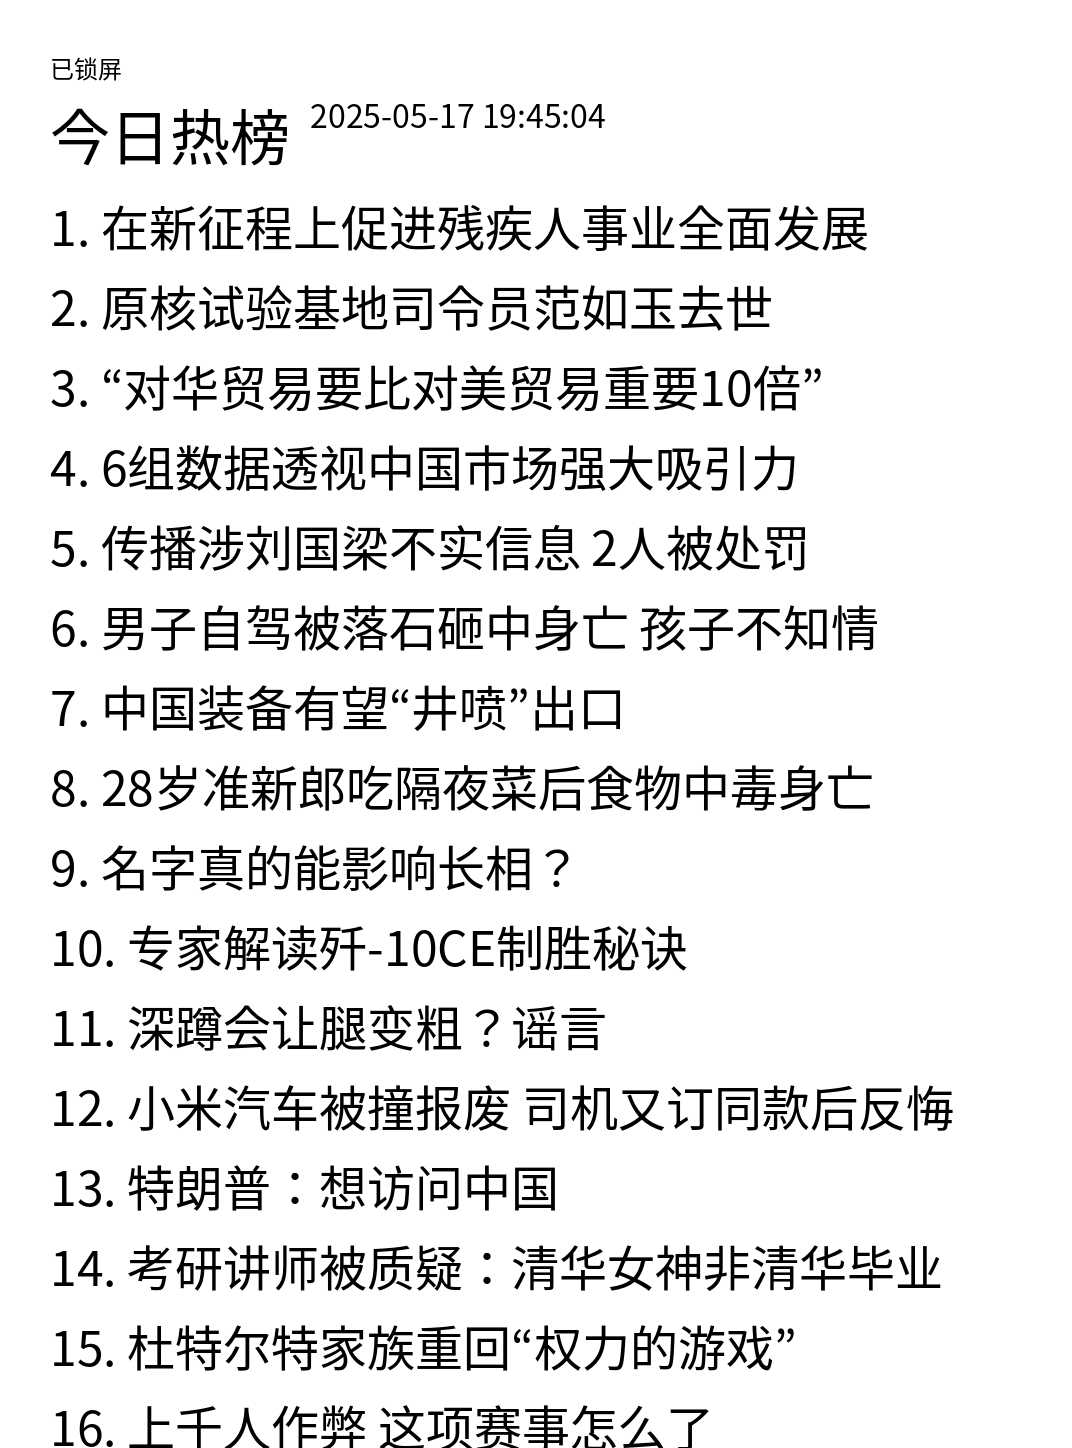 已锁屏
今日热榜 2025-05-17 19:45:04
1. 在新征程上促进残疾人事业全面发展
2. 原核试验基地司令员范如玉去世
3. “对华贸易要比对美贸易重要10倍”
4. 6组数据透视中国市场强大吸引力
5. 传播涉刘国梁不实信息 2人被处罚
6. 男子自驾被落石砸中身亡 孩子不知情
7. 中国装备有望“井喷”出口
8. 28岁准新郎吃隔夜菜后食物中毒身亡
9. 名字真的能影响长相？
10. 专家解读歼-10CE制胜秘诀
11. 深蹲会让腿变粗？谣言
12. 小米汽车被撞报废 司机又订同款后反悔
13. 特朗普：想访问中国
14. 考研讲师被质疑：清华女神非清华毕业
15. 杜特尔特家族重回“权力的游戏”
16. 上千人作弊 这项赛事怎么了